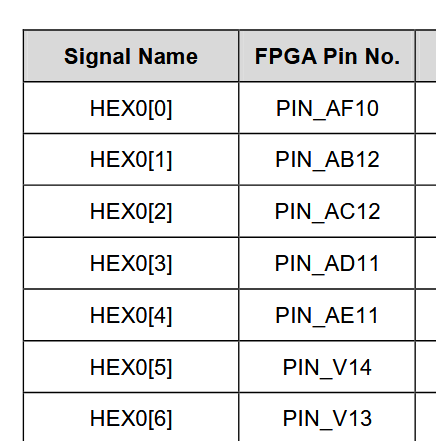 Signal Name FPGA Pin No.
HEX0[0] PIN_AF10
HEX0[1] PIN_AB12
HEX0[2] PIN_AC12
HEX0[3] PIN_AD11
HEX0[4] PIN_AE11
HEX0[5] PIN_V14
HEX0[6] PIN_V13